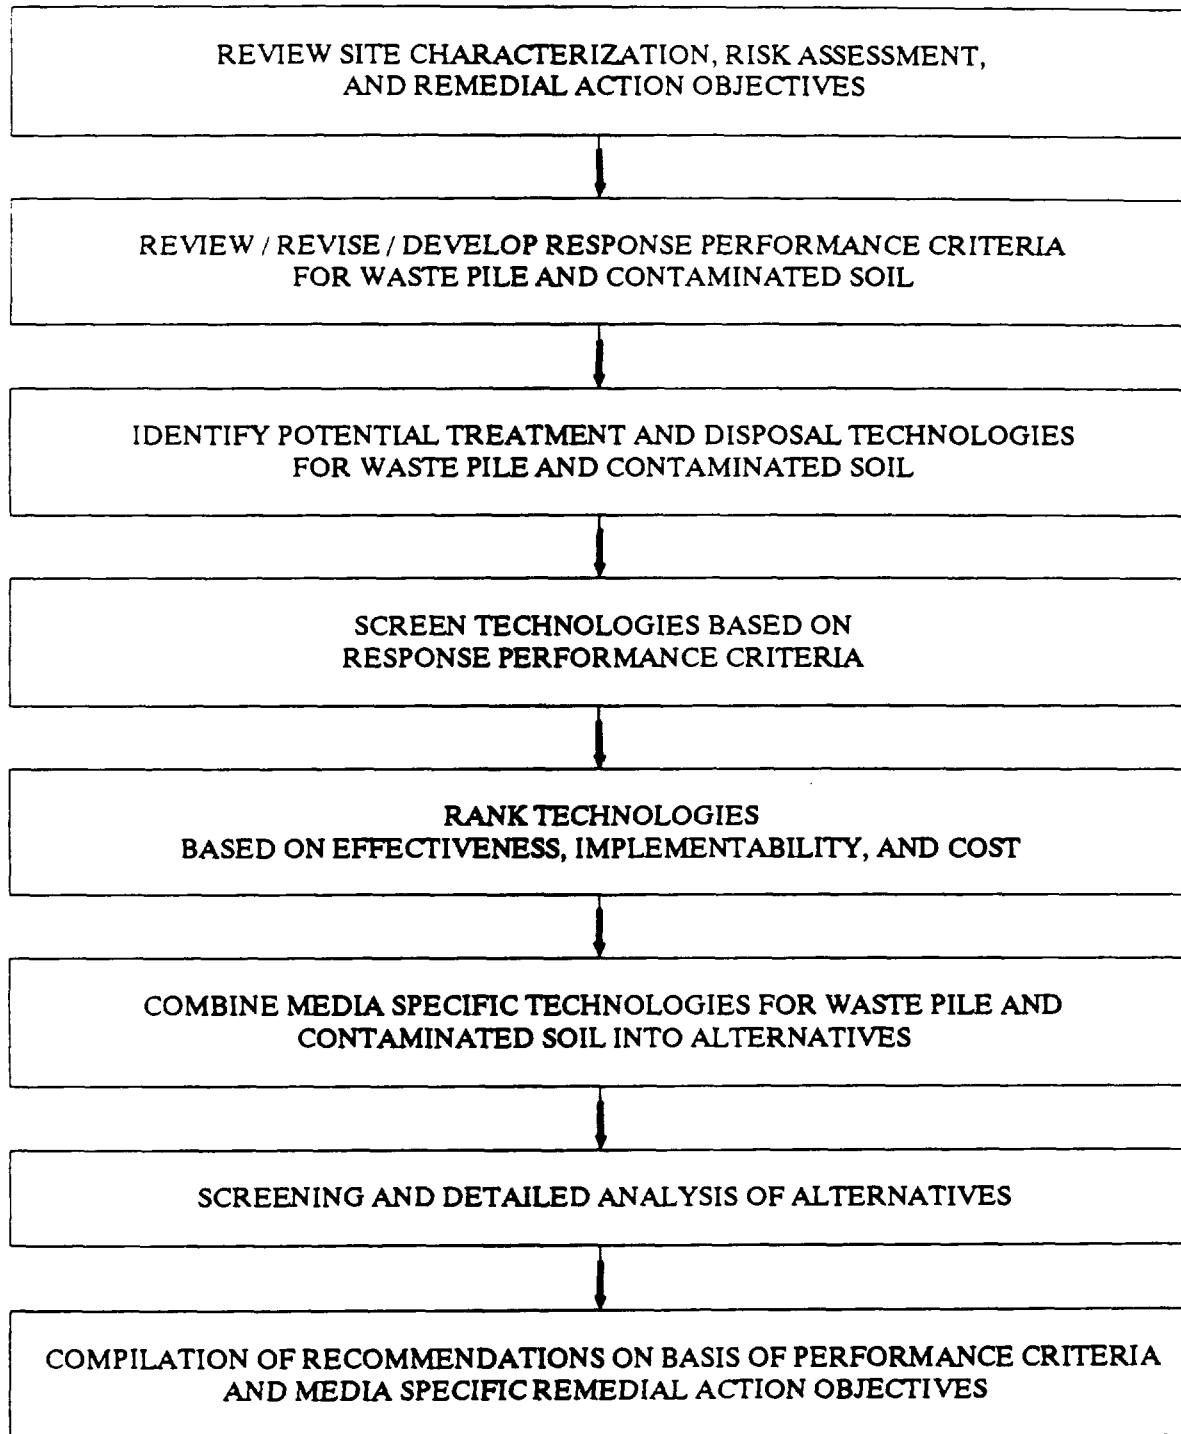 REVIEW SITE CHARACTERIZATION, RISK ASSESSMENT,
AND REMEDIAL ACTION OBJECTIVES
REVIEW / REVISE / DEVELOP RESPONSE PERFORMANCE CRITERIA
FOR WASTE PILE AND CONTAMINATED SOIL
IDENTIFY POTENTIAL TREATMENT AND DISPOSAL TECHNOLOGIES
FOR WASTE PILE AND CONTAMINATED SOIL
SCREEN TECHNOLOGIES BASED ON
RESPONSE PERFORMANCE CRITERIA
RANK TECHNOLOGIES
BASED ON EFFECTIVENESS, IMPLEMENTABILITY, AND COST
COMBINE MEDIA SPECIFIC TECHNOLOGIES FOR WASTE PILE AND
CONTAMINATED SOIL INTO ALTERNATIVES
SCREENING AND DETAILED ANALYSIS OF ALTERNATIVES
COMPILATION OF RECOMMENDATIONS ON BASIS OF PERFORMANCE CRITERIA
AND MEDIA SPECIFIC REMEDIAL ACTION OBJECTIVES